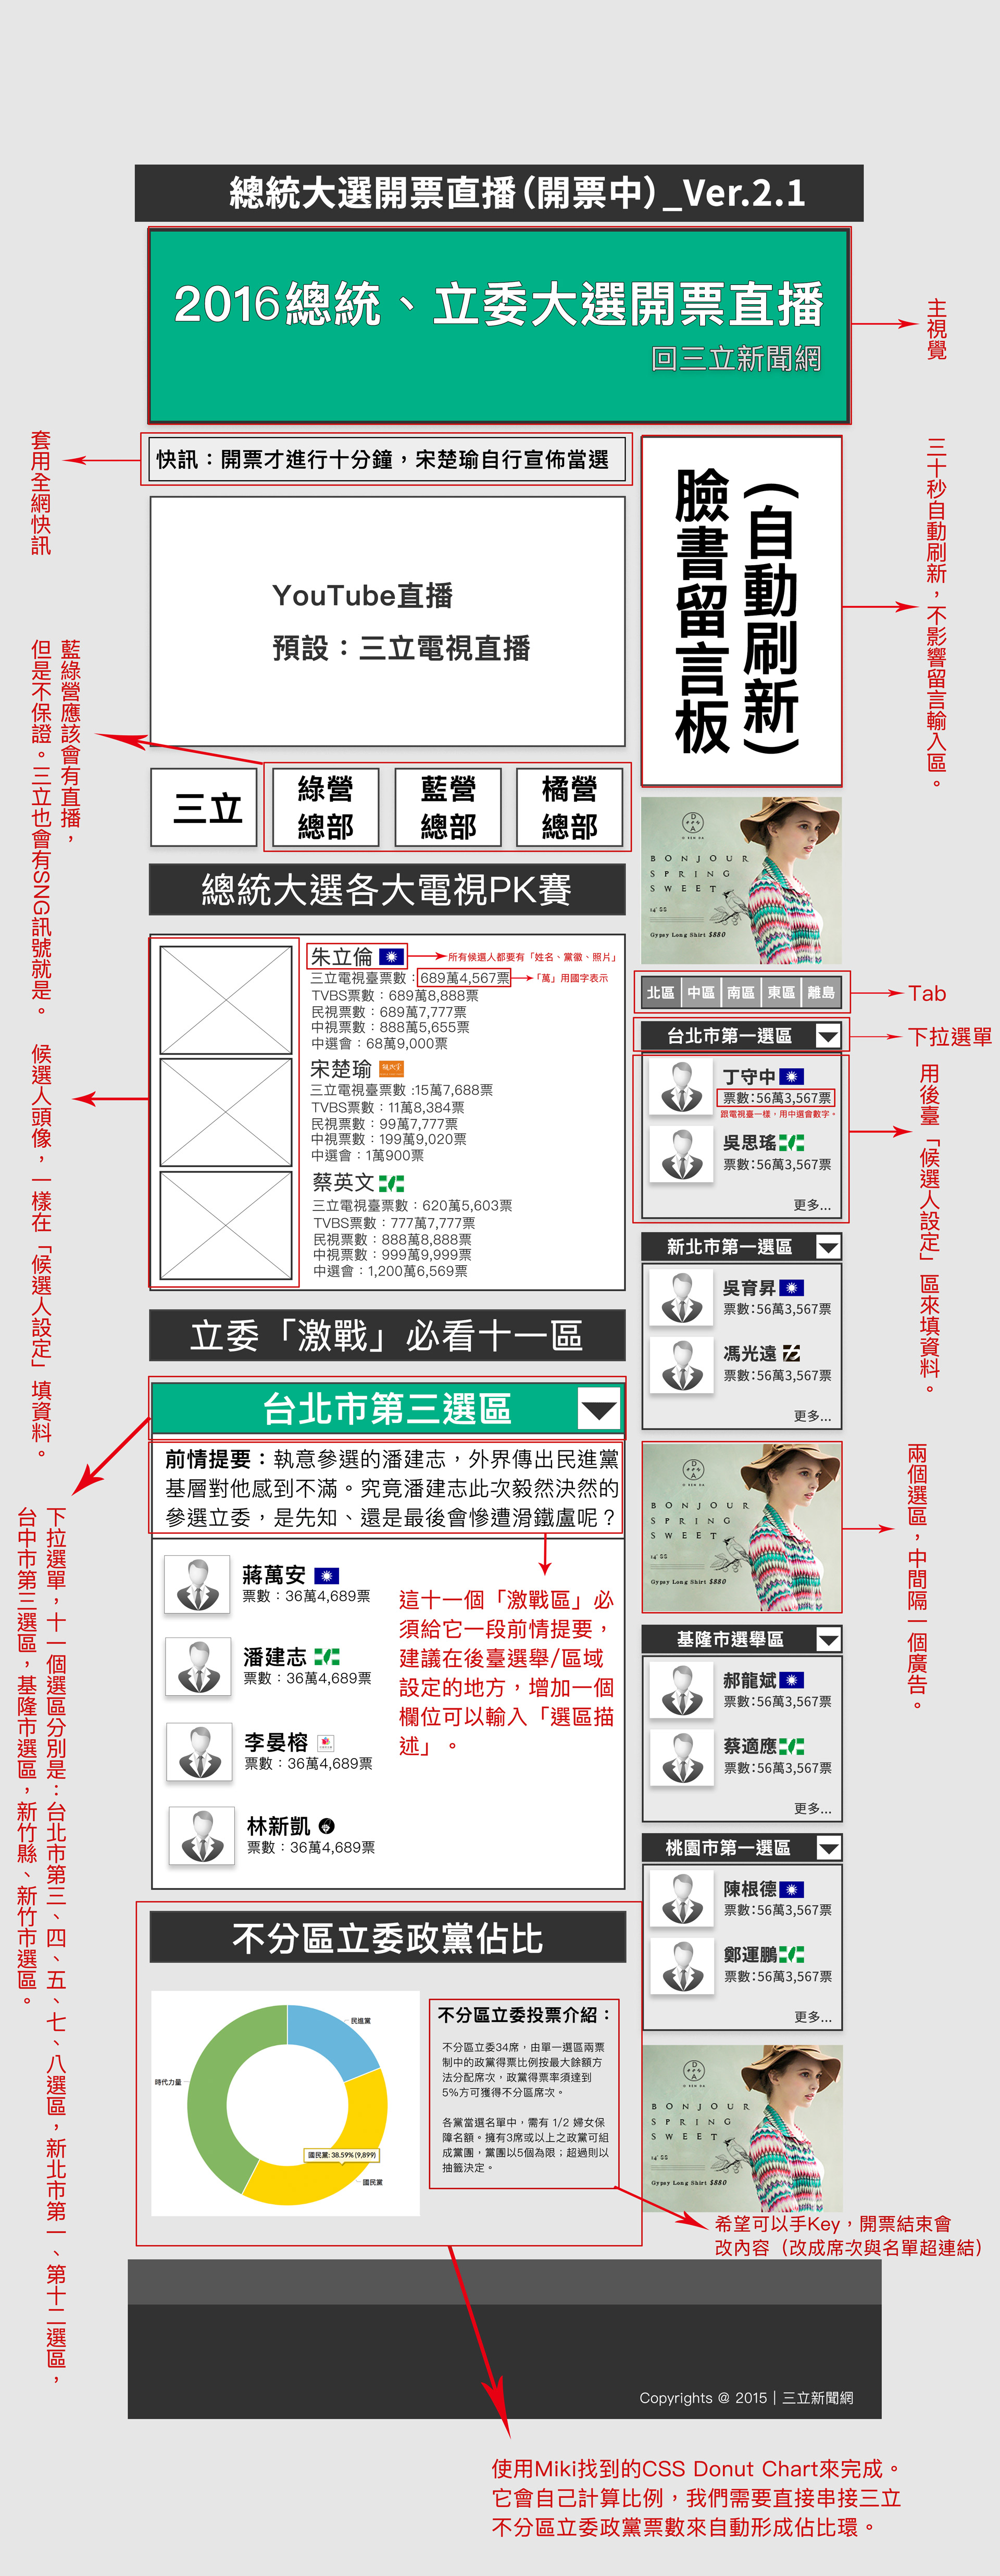 總統大選開票直播(開票中)_Ver.2.1
2016總統、立委大選開票直播
回三立新聞網
主視覺
快訊：開票才進行十分鐘，宋楚瑜自行宣佈當選
套用全網快訊
(自動刷新)
臉書留言板
三十秒自動刷新，不影響留言輸入區。
YouTube直播
預設：三立電視直播
藍綠營應該會有直播，
但是不保證。三立也會有SNG訊號就是。
三立
綠營
總部
藍營
總部
橘營
總部
總統大選各大電視PK賽
朱立倫
所有候選人都要有「姓名、黨徽、照片」
三立電視臺票數：689萬4,567票
「萬」用國字表示
TVBS票數：689萬8,888票
民視票數：689萬7,777票
中視票數：888萬5,655票
中選會：68萬9,000票
宋楚瑜
三立電視臺票數 :15萬7,688票
TVBS票數：11萬8,384票
民視票數：99萬7,777票
中視票數：199萬9,020票
中選會：1萬900票
蔡英文
三立電視臺票數：620萬5,603票
TVBS票數：777萬7,777票
民視票數：888萬8,888票
中視票數：999萬9,999票
中選會：1,200萬6,569票
候選人頭像，一樣在「候選人設定」填資料。
BONJOUR
SPRING
SWEET
Gypsy Long Shirt $880
北區 中區 南區 東區 離島
Tab
台北市第一選區
下拉選單
丁守中
票數:56萬3,567票
跟電視臺一樣，用中選會數字。
吳思瑤
票數:56萬3,567票
更多...
用後臺「候選人設定」區來填資料。
新北市第一選區
吳育昇
票數:56萬3,567票
馮光遠
票數:56萬3,567票
更多...
BONJOUR
SPRING
SWEET
Gypsy Long Shirt $880
兩個選區，中間隔一個廣告。
基隆市選舉區
郝龍斌
票數:56萬3,567票
蔡適應
票數:56萬3,567票
更多...
桃園市第一選區
陳根德
票數:56萬3,567票
鄭運鵬
票數:56萬3,567票
更多...
BONJOUR
SPRING
SWEET
Gypsy Long Shirt $880
立委「激戰」必看十一區
台北市第三選區
前情提要：執意參選的潘建志，外界傳出民進黨
基層對他感到不滿。究竟潘建志此次毅然決然的
參選立委，是先知、還是最後會慘遭滑鐵盧呢？
下拉選單，十一個選區分別是：台北市第三、四、五、七、八選區，新北市第一、第十二選區，
台中市第三選區，基隆市選區，新竹縣、新竹市選區。
蔣萬安
票數：36萬4,689票
潘建志
票數：36萬4,689票
李晏榕
票數：36萬4,689票
林新凱
票數：36萬4,689票
這十一個「激戰區」必
須給它一段前情提要，
建議在後臺選舉/區域
設定的地方，增加一個
欄位可以輸入「選區描
述」。
不分區立委政黨佔比
民進黨
時代力量
國民黨: 38.59% (9,899)
國民黨
不分區立委投票介紹：
不分區立委34席，由單一選區兩票
制中的政黨得票比例按最大餘額方
法分配席次，政黨得票率須達到
5%方可獲得不分區席次。
各黨當選名單中，需有 1/2 婦女保
障名額。擁有3席或以上之政黨可組
成黨團，黨團以5個為限；超過則以
抽籤決定。
希望可以手Key，開票結束會
改內容（改成席次與名單超連結）
Copyrights @ 2015｜三立新聞網
使用Miki找到的CSS Donut Chart來完成。
它會自己計算比例，我們需要直接串接三立
不分區立委政黨票數來自動形成佔比環。